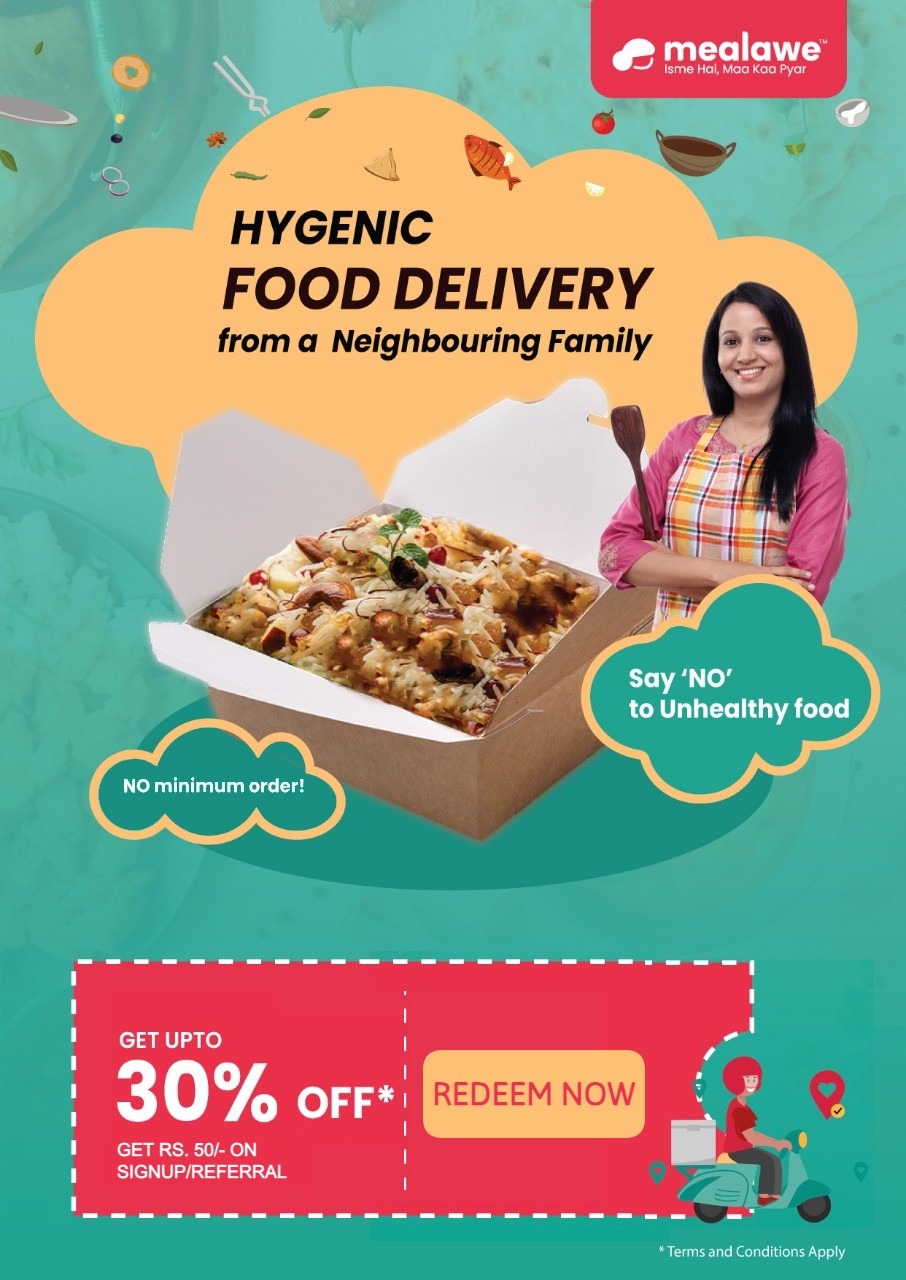 mealawe™
Isme Hai, Maa Kaa Pyar
HYGENIC
FOOD DELIVERY
from a Neighbouring Family
Say ‘NO’
to Unhealthy food
NO minimum order!
GET UPTO
30% OFF*
GET RS. 50/- ON
SIGNUP/REFERRAL
REDEEM NOW
* Terms and Conditions Apply